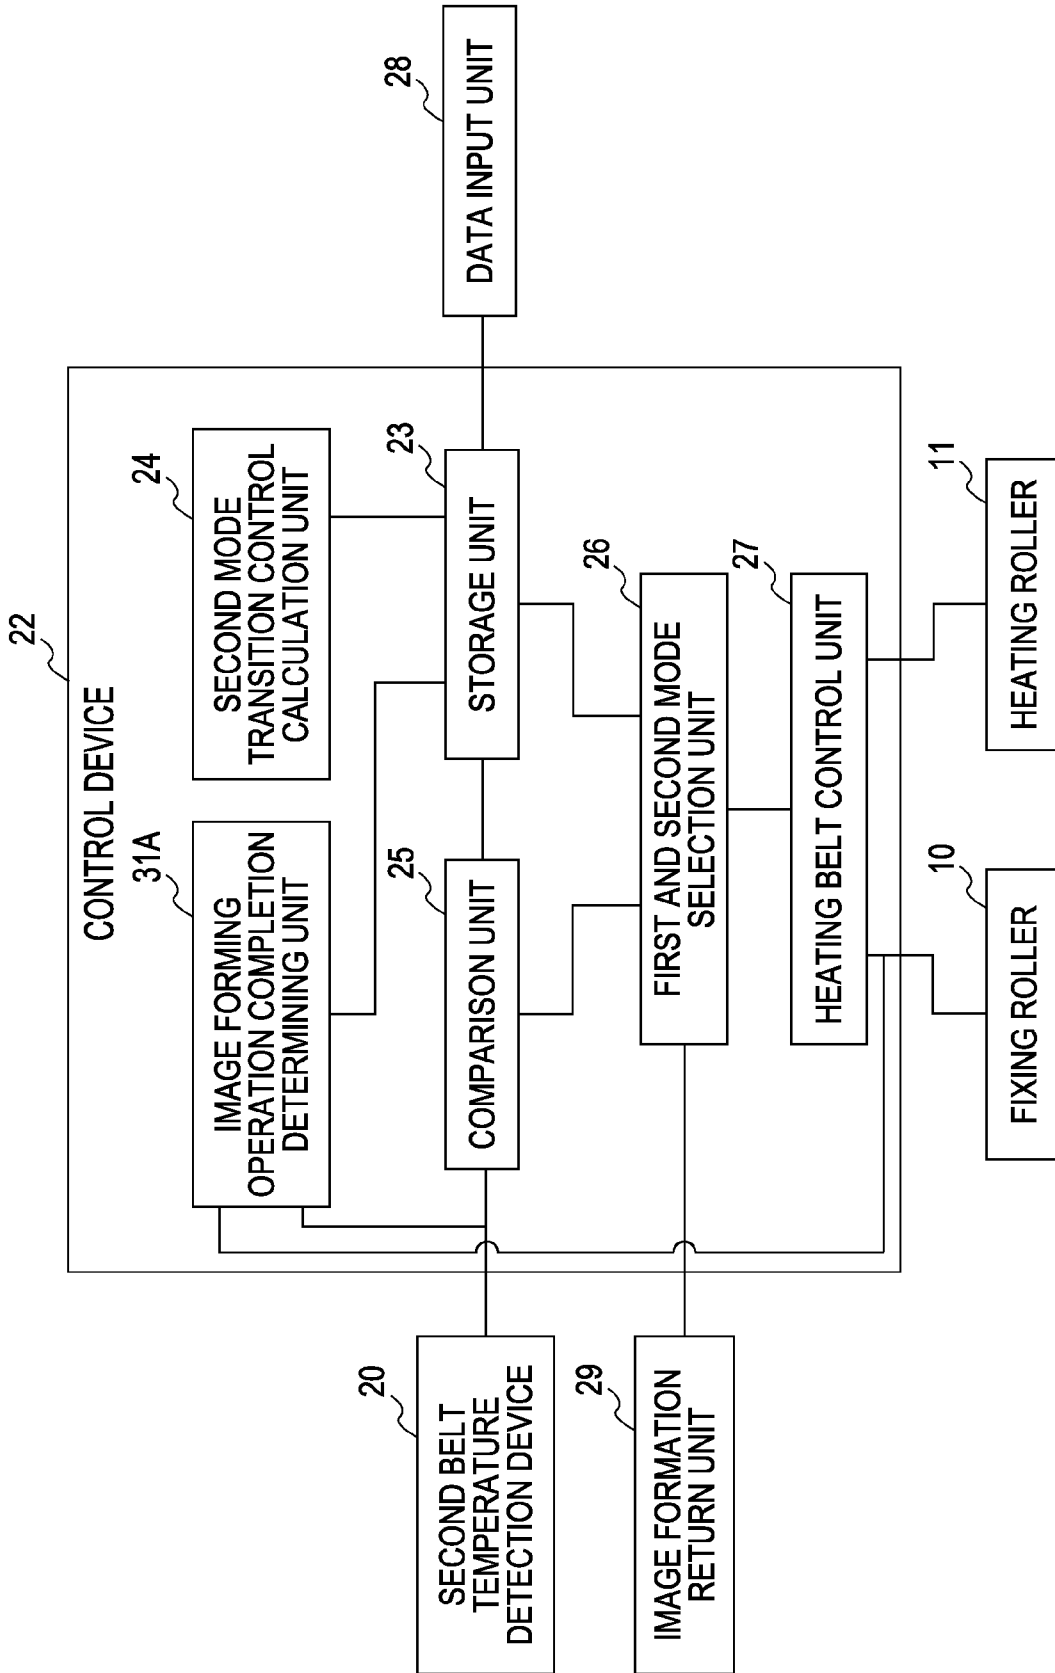 22
CONTROL DEVICE
31A
IMAGE FORMING
OPERATION COMPLETION
DETERMINING UNIT
24
SECOND MODE
TRANSITION CONTROL
CALCULATION UNIT
20
SECOND BELT
TEMPERATURE
DETECTION DEVICE
25
COMPARISON UNIT
23
STORAGE UNIT
28
DATA INPUT UNIT
29
IMAGE FORMATION
RETURN UNIT
26
FIRST AND SECOND MODE
SELECTION UNIT
27
HEATING BELT CONTROL UNIT
10
FIXING ROLLER
11
HEATING ROLLER